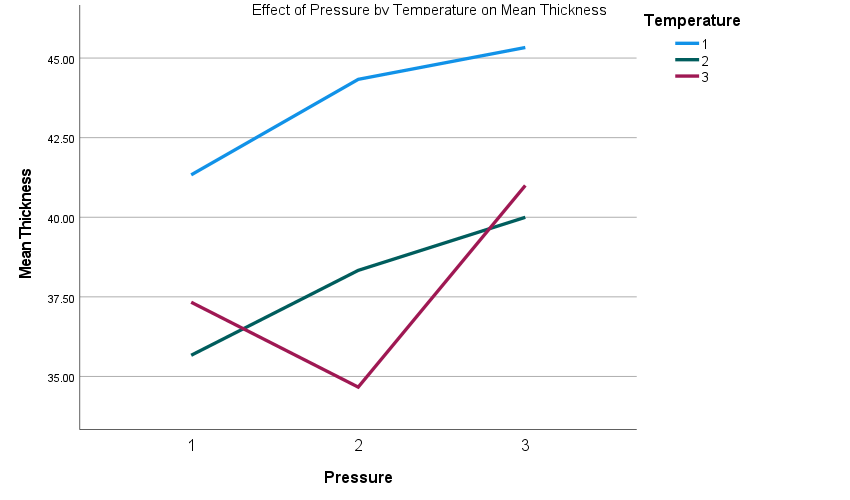 Effect of Pressure by Temperature on Mean Thickness
Temperature
1
2
3
45.00
42.50
40.00
37.50
35.00
Mean Thickness
1 2 3
Pressure